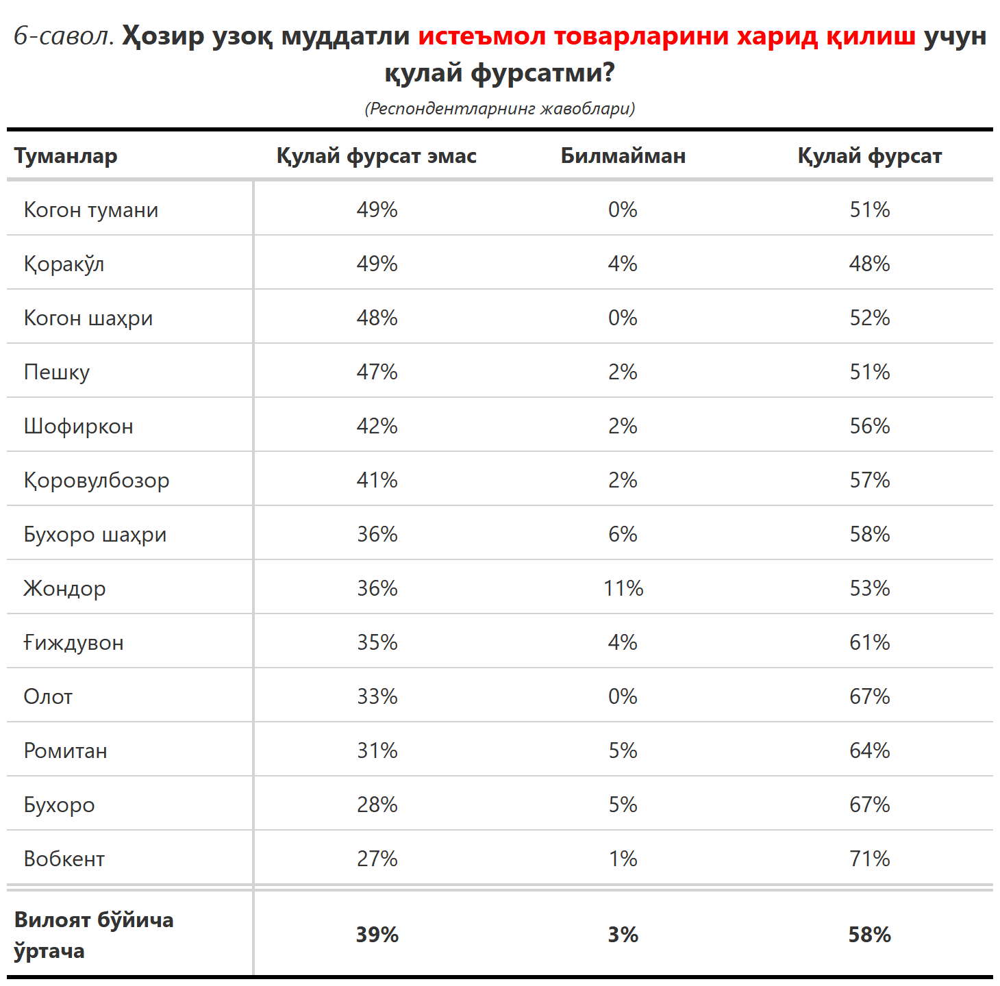 6-савол. Ҳозир узоқ муддатли истеъмол товарларини харид қилиш учун
қулай фурсатми?
(Респондентларнинг жавоблари)
Туманлар Қулай фурсат эмас Билмайман Қулай фурсат
Когон тумани 49% 0% 51%
Қоракўл 49% 4% 48%
Когон шаҳри 48% 0% 52%
Пешку 47% 2% 51%
Шофиркон 42% 2% 56%
Қоровулбозор 41% 2% 57%
Бухоро шаҳри 36% 6% 58%
Жондор 36% 11% 53%
Ғиждувон 35% 4% 61%
Олот 33% 0% 67%
Ромитан 31% 5% 64%
Бухоро 28% 5% 67%
Вобкент 27% 1% 71%
Вилоят бўйича
ўртача 39% 3% 58%